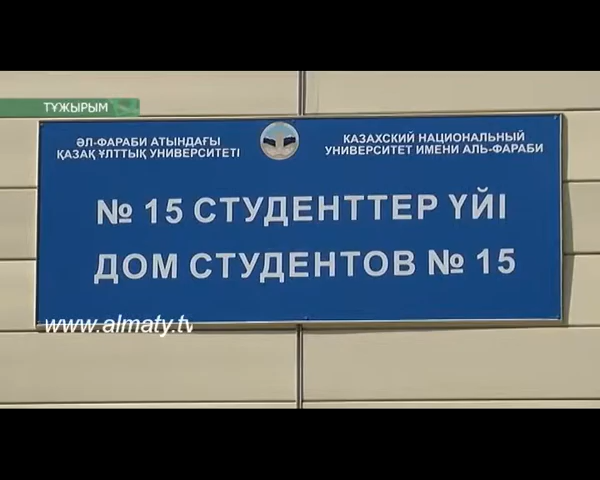 ТҰЖЫРЫМ
ӘЛ-ФАРАБИ АТЫНДАҒЫ
ҚАЗАҚ ҰЛТТЫҚ УНИВЕРСИТЕТІ
КАЗАХСКИЙ НАЦИОНАЛЬНЫЙ
УНИВЕРСИТЕТ ИМЕНИ АЛЬ-ФАРАБИ
№ 15 СТУДЕНТТЕР ҮЙІ
ДОМ СТУДЕНТОВ № 15
www.almaty.tv